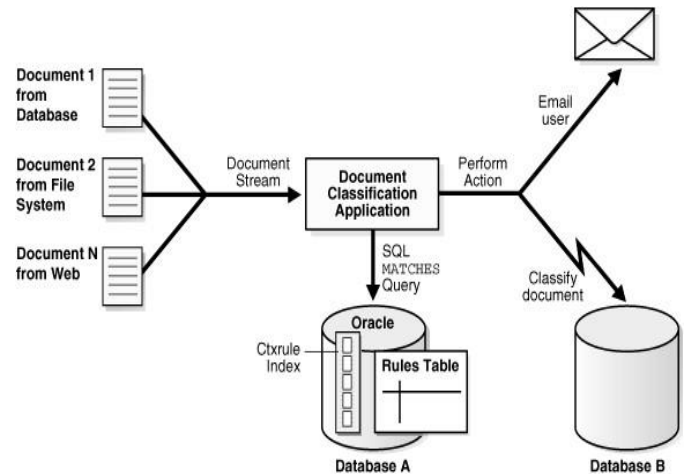 Document 1
from
Database
Document 2
from File
System
Document N
from Web
Document
Stream
Document
Classification
Application
Perform
Action
Email
user
Classify
document
SQL
MATCHES
Query
Oracle
Ctxrule
Index
Rules Table
Database A
Database B